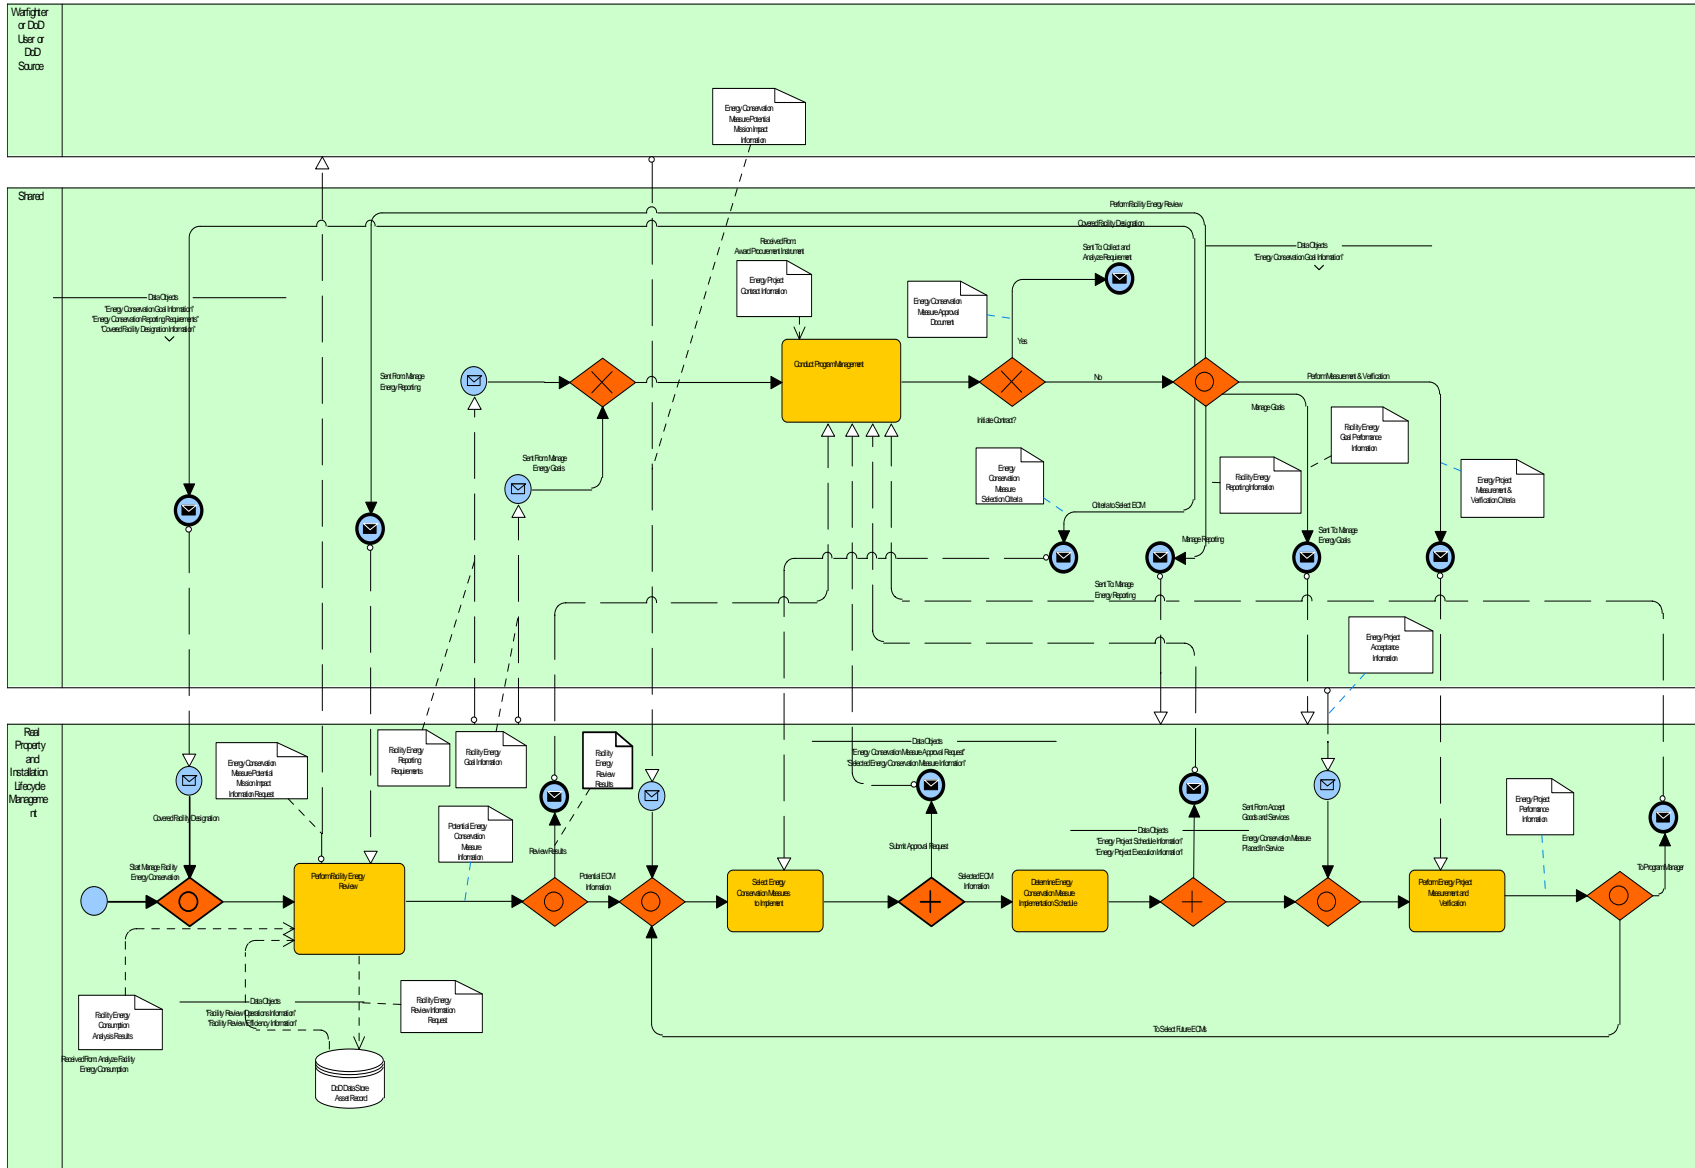 Warfighter
or DoD
User or
DoD
Source
Energy Conservation
Measure Potential
Mission Impact
Information
Shared
Perform Facility Energy Review
Covered Facility Designation
Received From:
Award Procurement Instrument
Energy Project
Contract Information
Sent To: Collect and
Analyze Requirement
Data Objects
"Energy Conservation Goal Information"
Data Objects
"Energy Conservation Goal Information"
"Energy Conservation Reporting Requirements"
"Covered Facility Designation Information"
Energy Conservation
Measure Approval
Document
Yes
Conduct Program Management
Sent From: Manage
Energy Reporting
No
Perform Measurement & Verification
Manage Goals
Initiate Contract?
Facility Energy
Goal Performance
Information
Sent From: Manage
Energy Goals
Energy
Conservation
Measure
Selection Criteria
Facility Energy
Reporting Information
Energy Project
Measurement &
Verification Criteria
Criteria to Select ECM
Manage Reporting
Sent To: Manage
Energy Goals
Sent To: Manage
Energy Reporting
Energy Project
Acceptance
Information
Real
Property
and
Installation
Lifecycle
Manageme
nt
Energy Conservation
Measure Potential
Mission Impact
Information Request
Facility Energy
Reporting
Requirements
Facility Energy
Goal Information
Facility
Energy
Review
Results
Data Objects
"Energy Conservation Measure Approval Request"
"Selected Energy Conservation Measure Information"
Covered Facility Designation
Potential Energy
Conservation
Measure
Information
Review Results
Submit Approval Request
Data Objects
"Energy Project Schedule Information"
"Energy Project Execution Information"
Sent From: Accept
Goods and Services
Energy Conservation Measure
Placed In Service
Energy Project
Performance
Information
Start Manage Facility
Energy Conservation
Perform Facility Energy
Review
Potential ECM
Information
Select Energy
Conservation Measures
to Implement
Selected ECM
Information
Determine Energy
Conservation Measure
Implementation Schedule
Perform Energy Project
Measurement and
Verification
To Program Manager
Facility Energy
Consumption
Analysis Results
Received From: Analyze Facility
Energy Consumption
Data Objects
"Facility Review Operations Information"
"Facility Review Efficiency Information"
Facility Energy
Review Information
Request
DoD Data Store
Asset Record
To Select Future ECMs